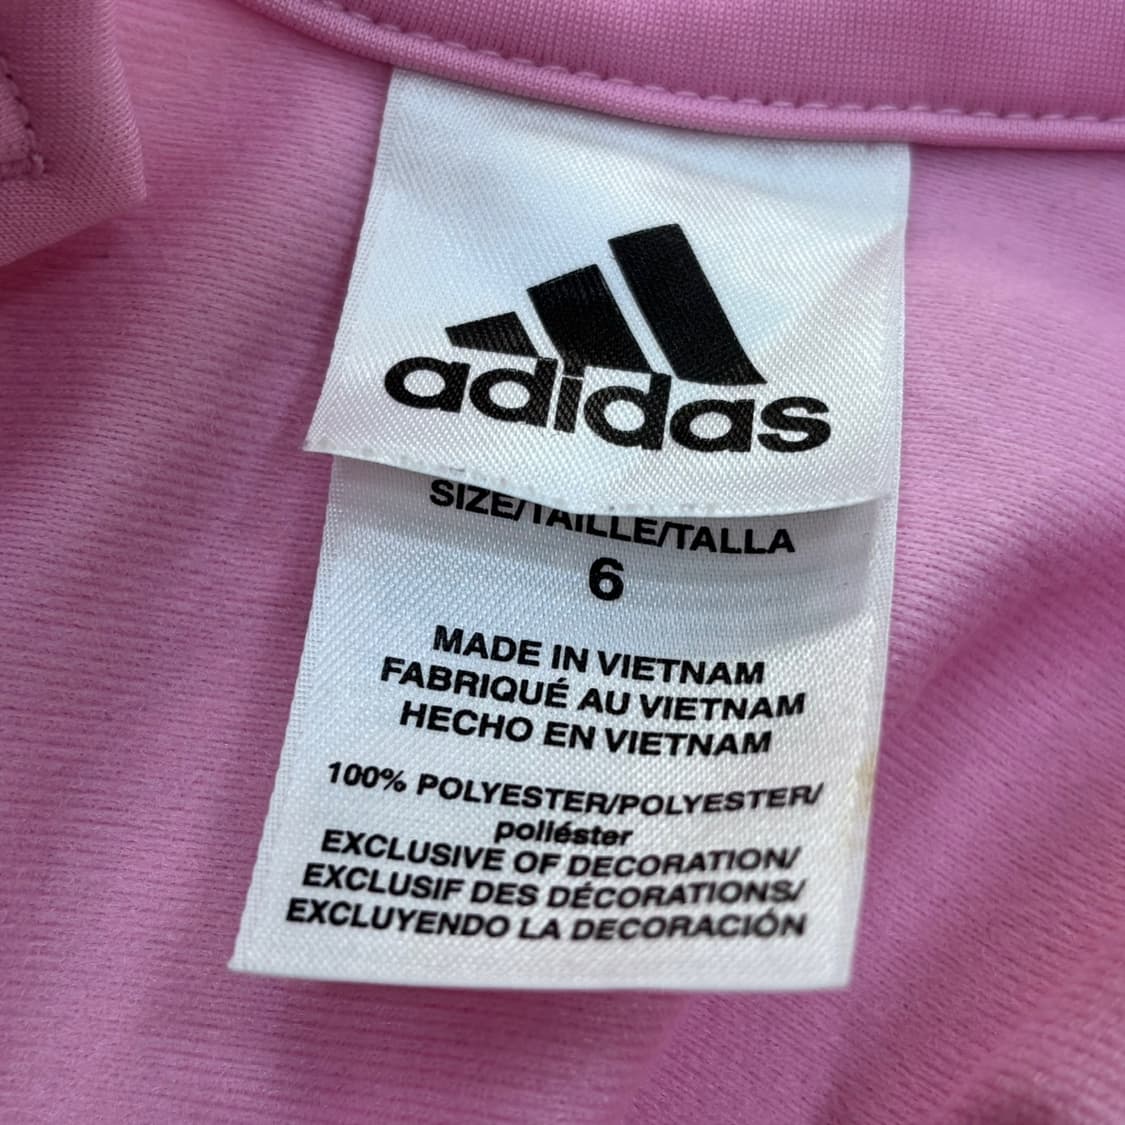 adidas
SIZE/TAILLE/TALLA
6
MADE IN VIETNAM
FABRIQUÉ AU VIETNAM
HECHO EN VIETNAM
100% POLYESTER/POLYESTER/
poliéster
EXCLUSIVE OF DECORATION/
EXCLUSIF DES DÉCORATIONS/
EXCLUYENDO LA DECORACIÓN